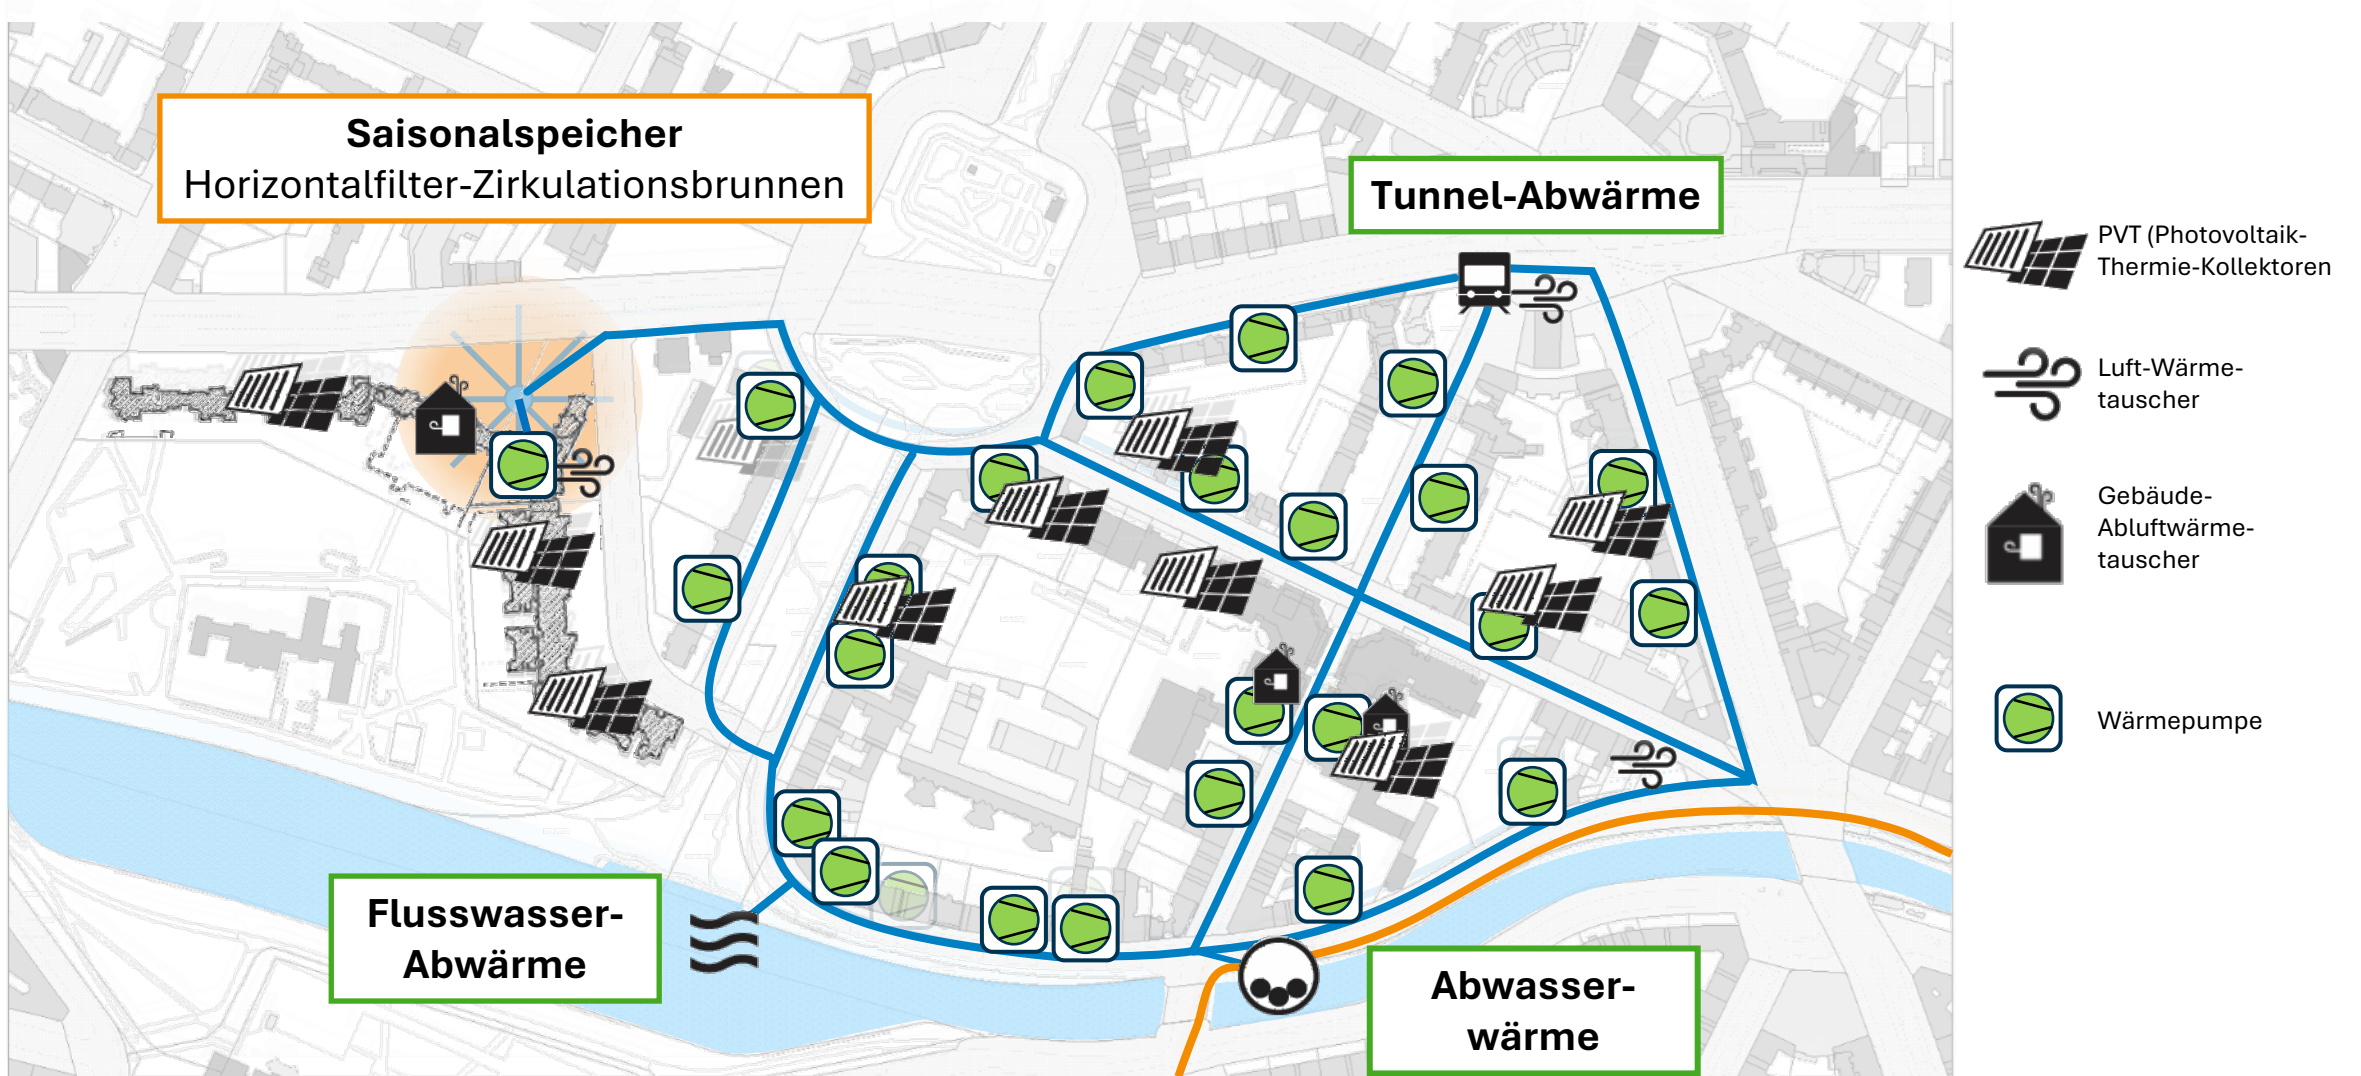 Saisonalspeicher
Horizontalfilter-Zirkulationsbrunnen
Tunnel-Abwärme
Flusswasser-
Abwärme
Abwasser-
wärme
PVT (Photovoltaik-
Thermie-Kollektoren
Luft-Wärme-
tauscher
Gebäude-
Abluftwärme-
tauscher
Wärmepumpe